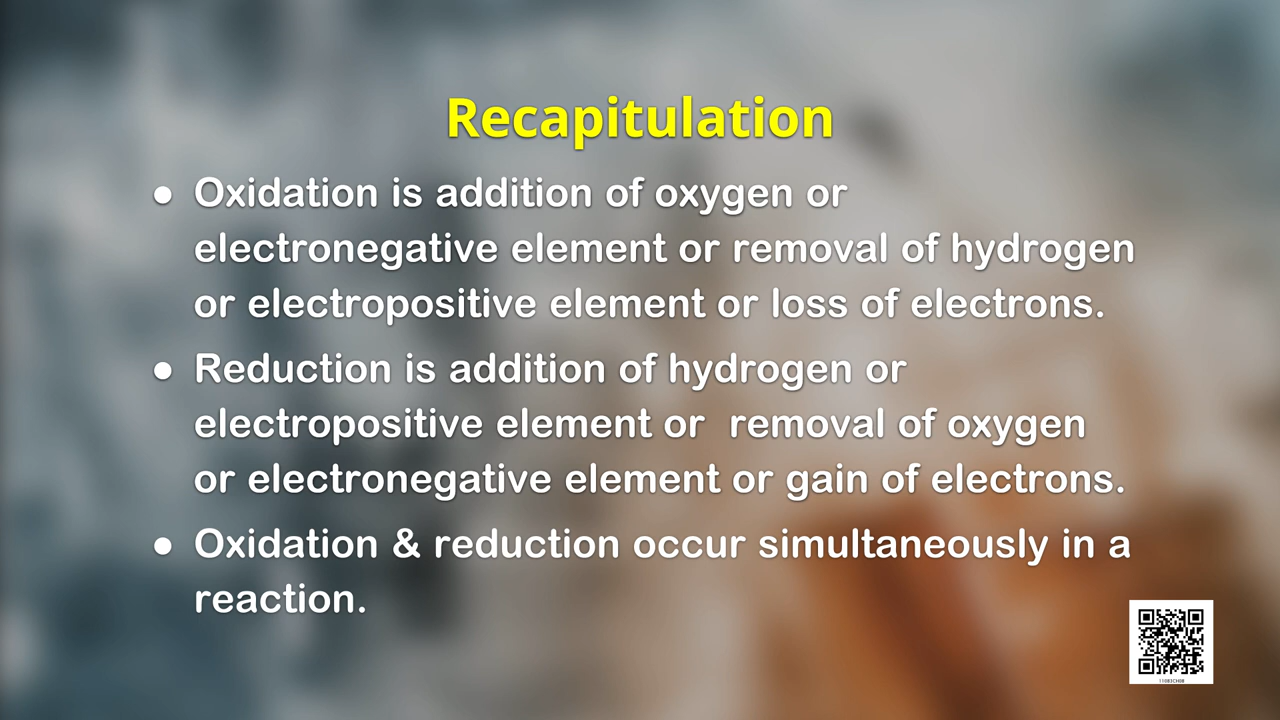 Recapitulation
● Oxidation is addition of oxygen or
electronegative element or removal of hydrogen
or electropositive element or loss of electrons.
● Reduction is addition of hydrogen or
electropositive element or  removal of oxygen
or electronegative element or gain of electrons.
● Oxidation & reduction occur simultaneously in a
reaction.